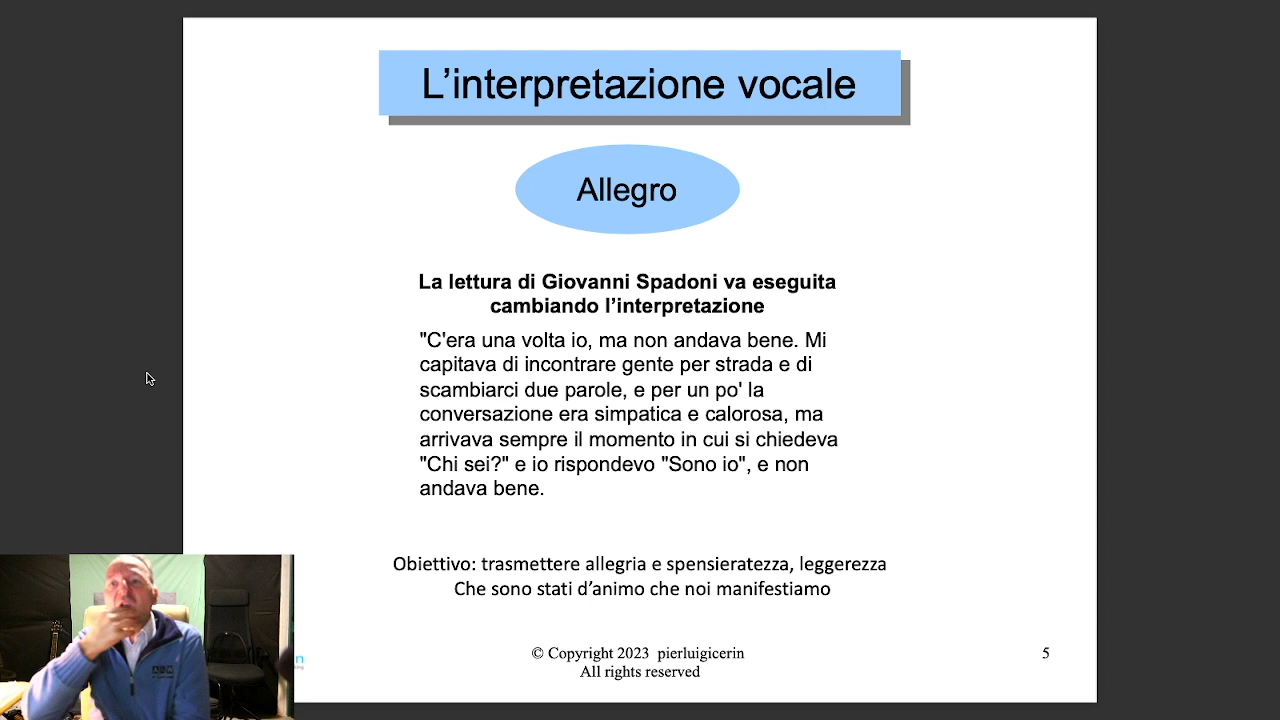 L’interpretazione vocale
Allegro
La lettura di Giovanni Spadoni va eseguita
cambiando l’interpretazione
"C'era una volta io, ma non andava bene. Mi
capitava di incontrare gente per strada e di
scambiarci due parole, e per un po' la
conversazione era simpatica e calorosa, ma
arrivava sempre il momento in cui si chiedeva
"Chi sei?" e io rispondevo "Sono io", e non
andava bene.
Obiettivo: trasmettere allegria e spensieratezza, leggerezza
Che sono stati d’animo che noi manifestiamo
© Copyright 2023 pierluigicerin
All rights reserved
5